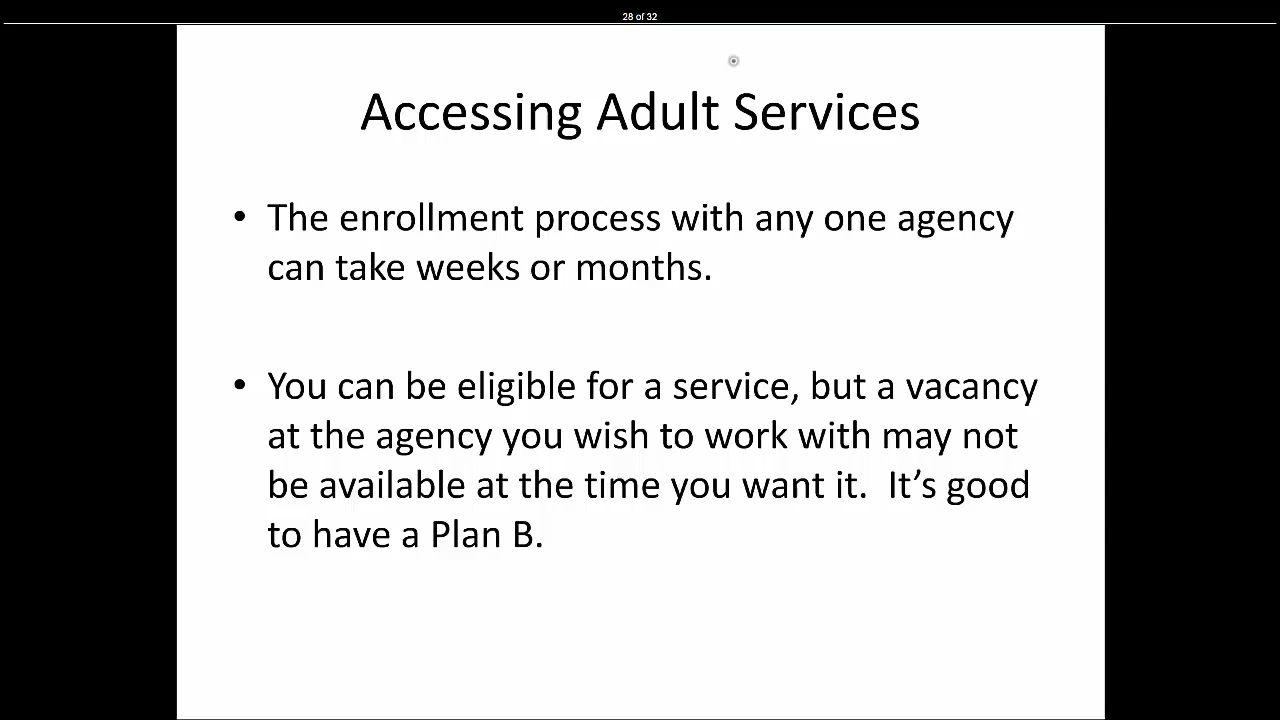 28 of 32
Accessing Adult Services
• The enrollment process with any one agency
can take weeks or months.
• You can be eligible for a service, but a vacancy
at the agency you wish to work with may not
be available at the time you want it.  It’s good
to have a Plan B.